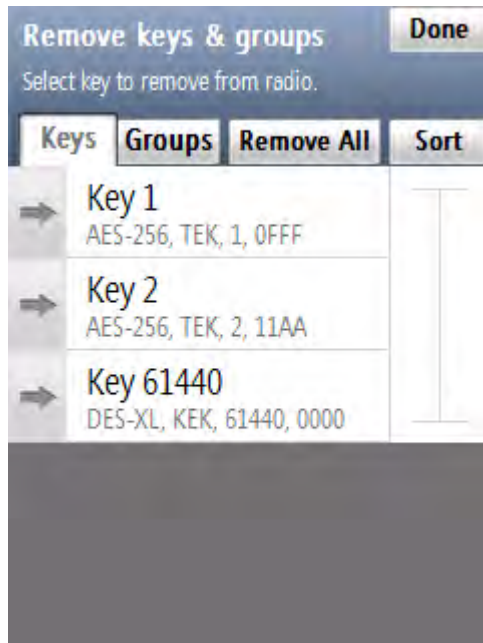 Remove keys & groups
Done
Select key to remove from radio.
Keys
Groups
Remove All
Sort
Key 1
AES-256, TEK, 1, 0FFF
Key 2
AES-256, TEK, 2, 11AA
Key 61440
DES-XL, KEK, 61440, 0000